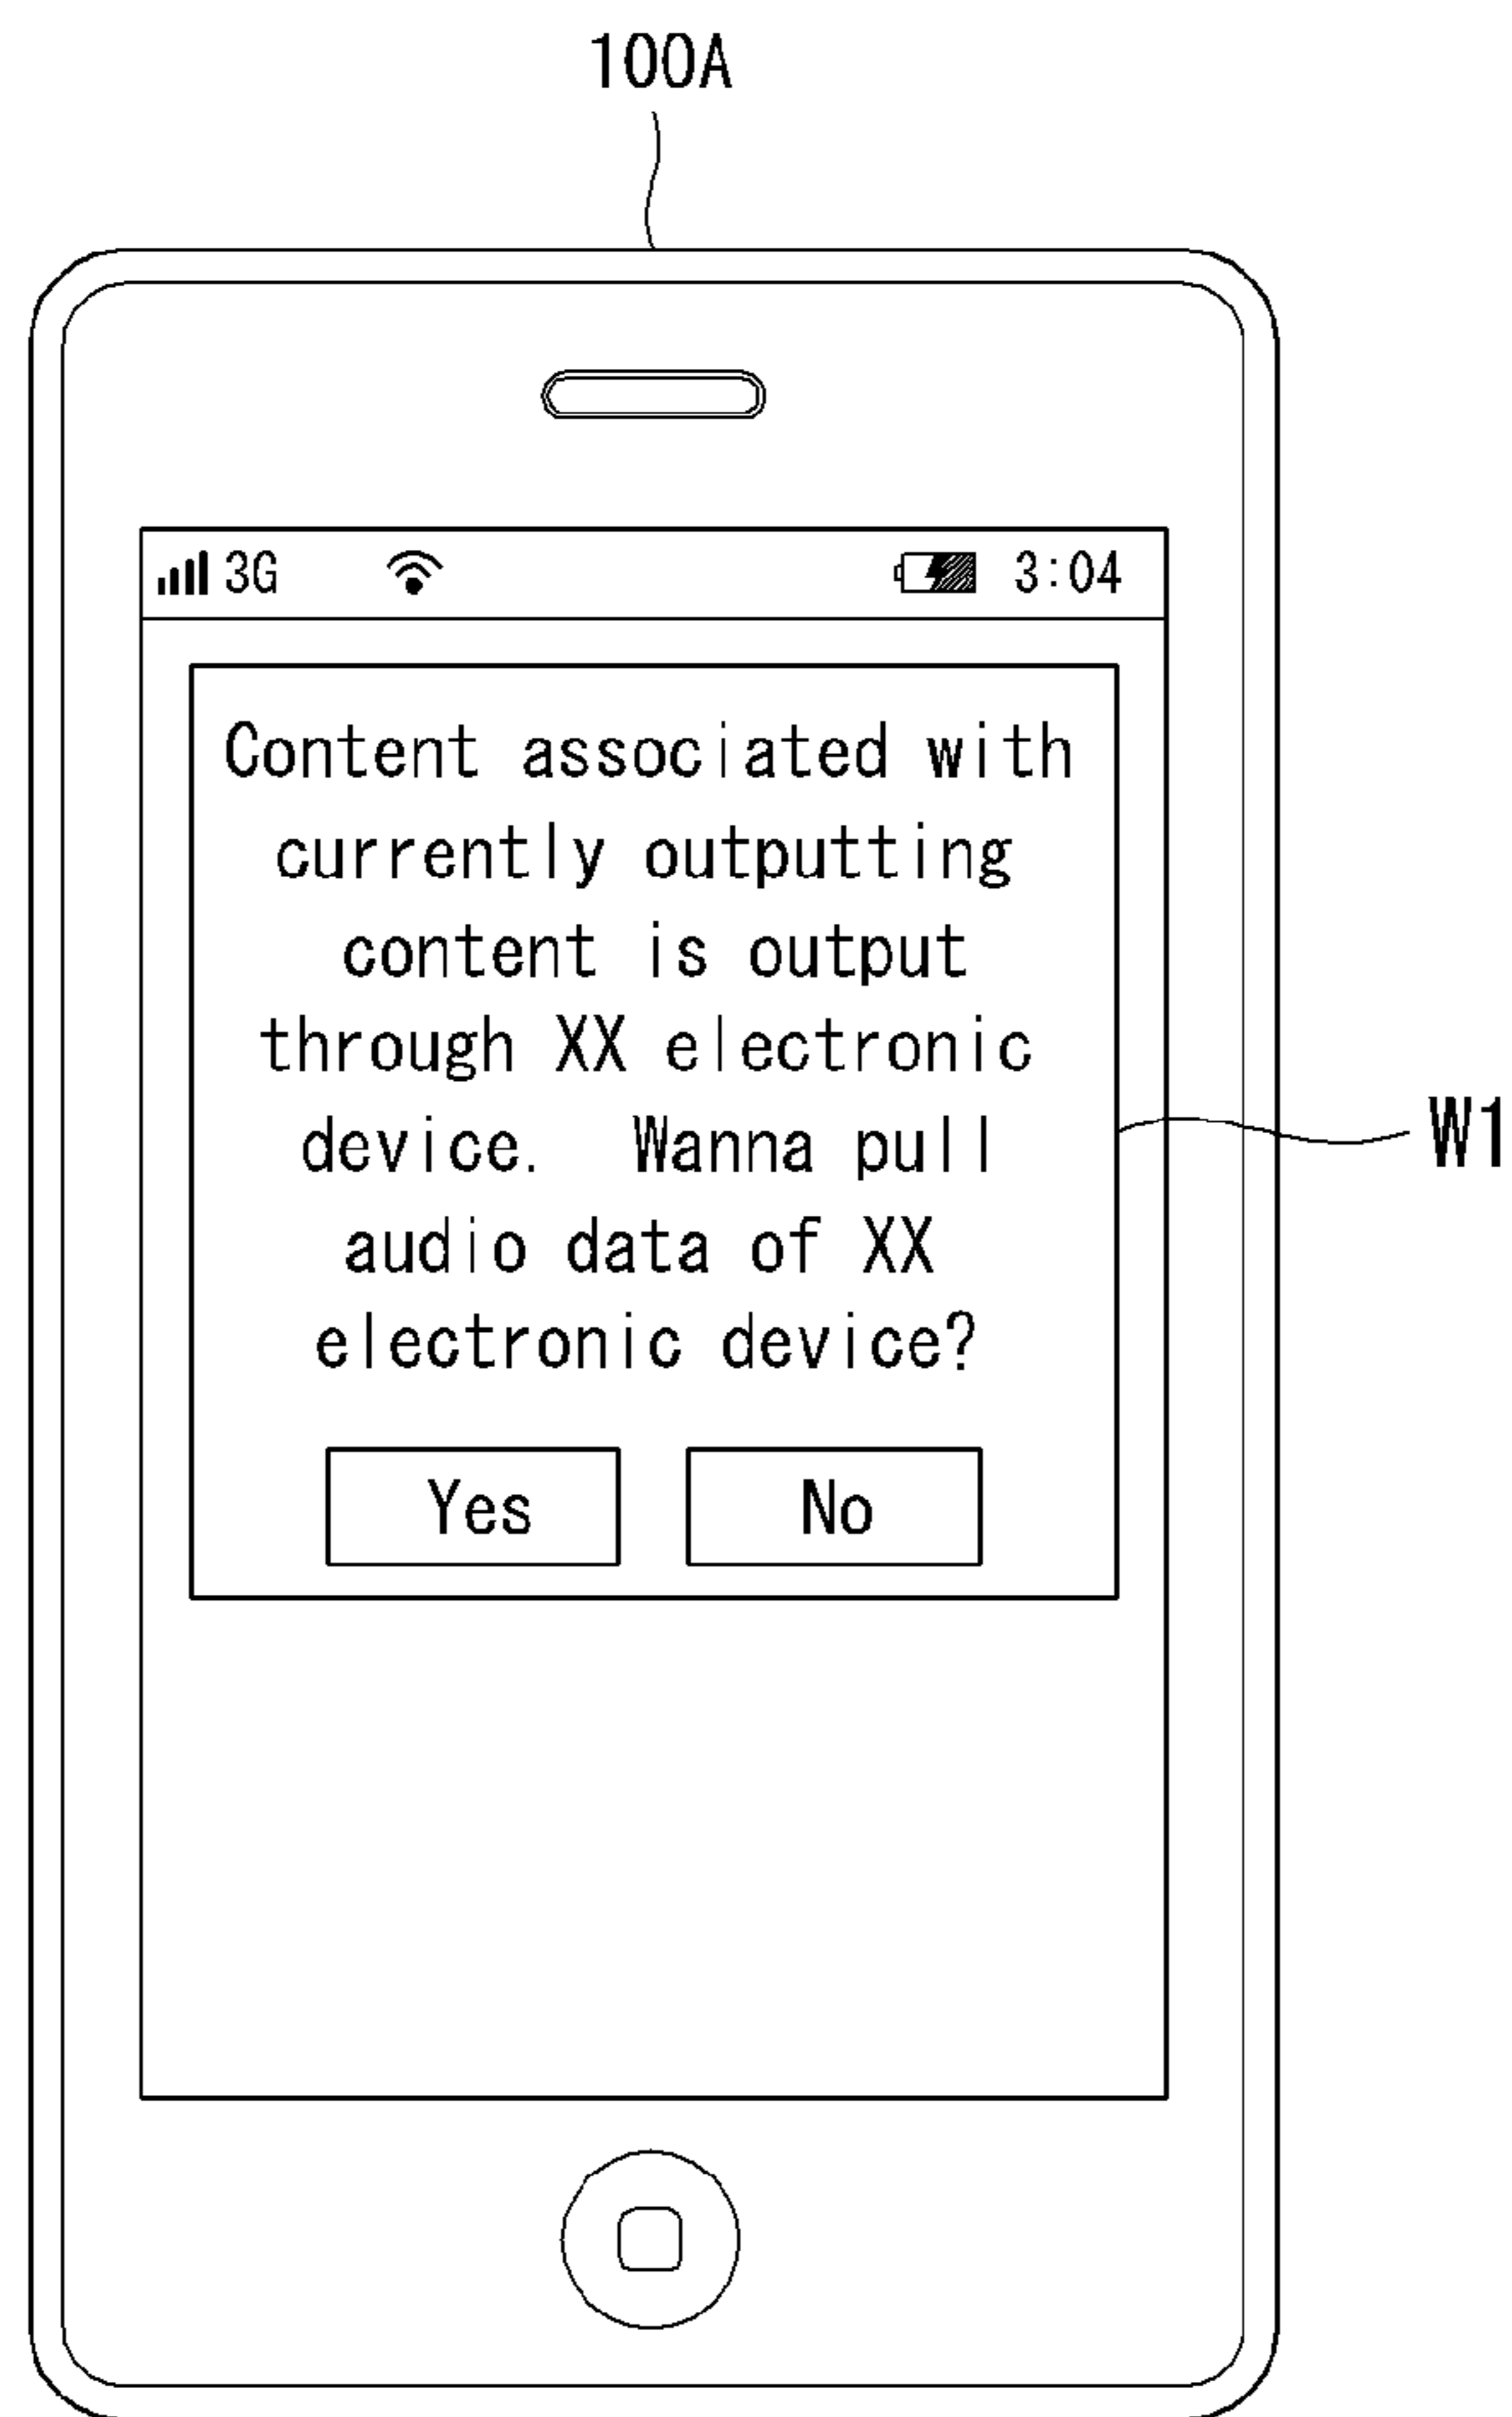 100A
3G 3:04
Content associated with
currently outputting
content is output
through XX electronic
device. Wanna pull
audio data of XX
electronic device?
W1
Yes No